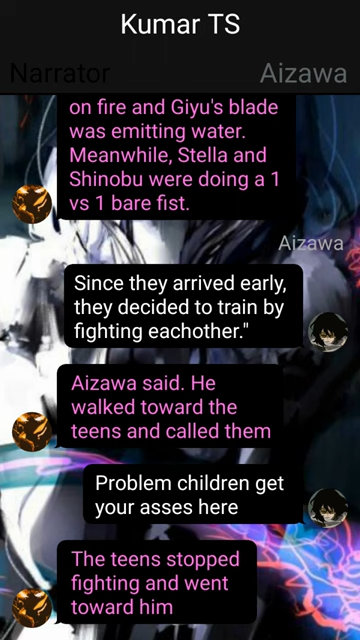 Kumar TS
Narrator
Aizawa
on fire and Giyu's blade
was emitting water.
Meanwhile, Stella and
Shinobu were doing a 1
vs 1 bare fist.
Aizawa
Since they arrived early,
they decided to train by
fighting eachother."
Aizawa said. He
walked toward the
teens and called them
Problem children get
your asses here
The teens stopped
fighting and went
toward him